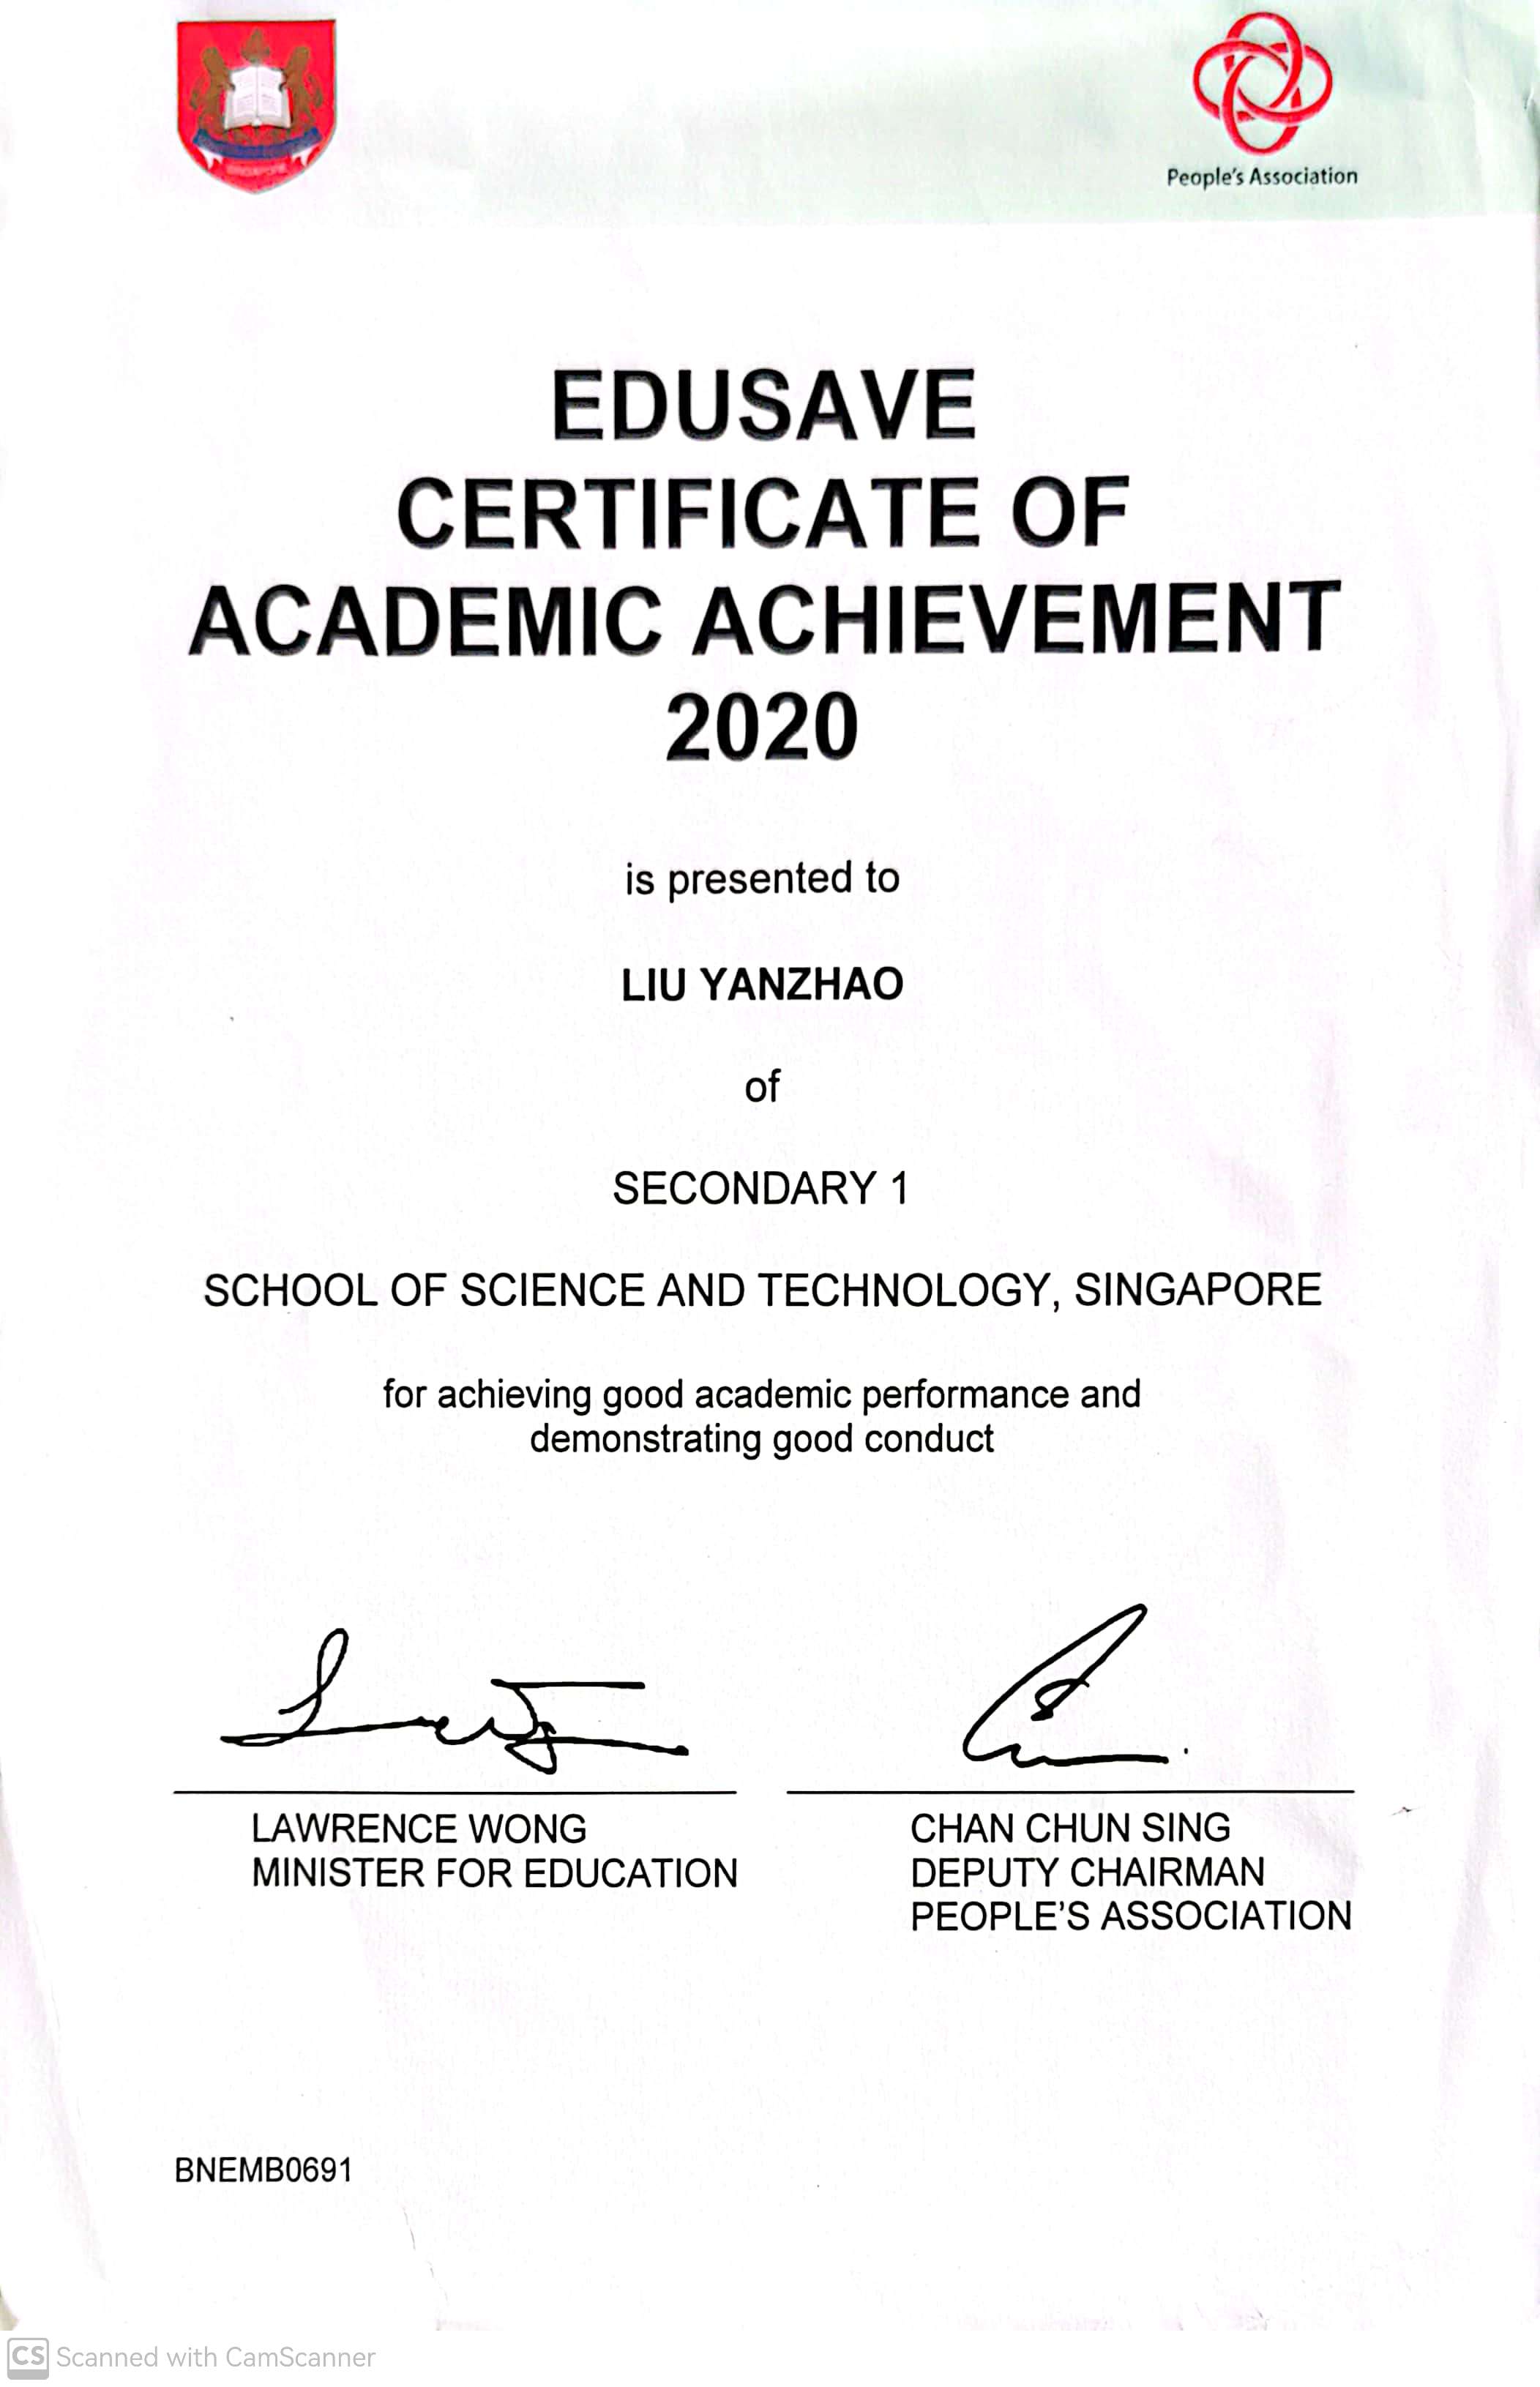 People's Association
EDUSAVE
CERTIFICATE OF
ACADEMIC ACHIEVEMENT
2020
is presented to
LIU YANZHAO
of
SECONDARY 1
SCHOOL OF SCIENCE AND TECHNOLOGY, SINGAPORE
for achieving good academic performance and
demonstrating good conduct
LAWRENCE WONG
MINISTER FOR EDUCATION
CHAN CHUN SING
DEPUTY CHAIRMAN
PEOPLE'S ASSOCIATION
BNEMB0691
CS Scanned with CamScanner